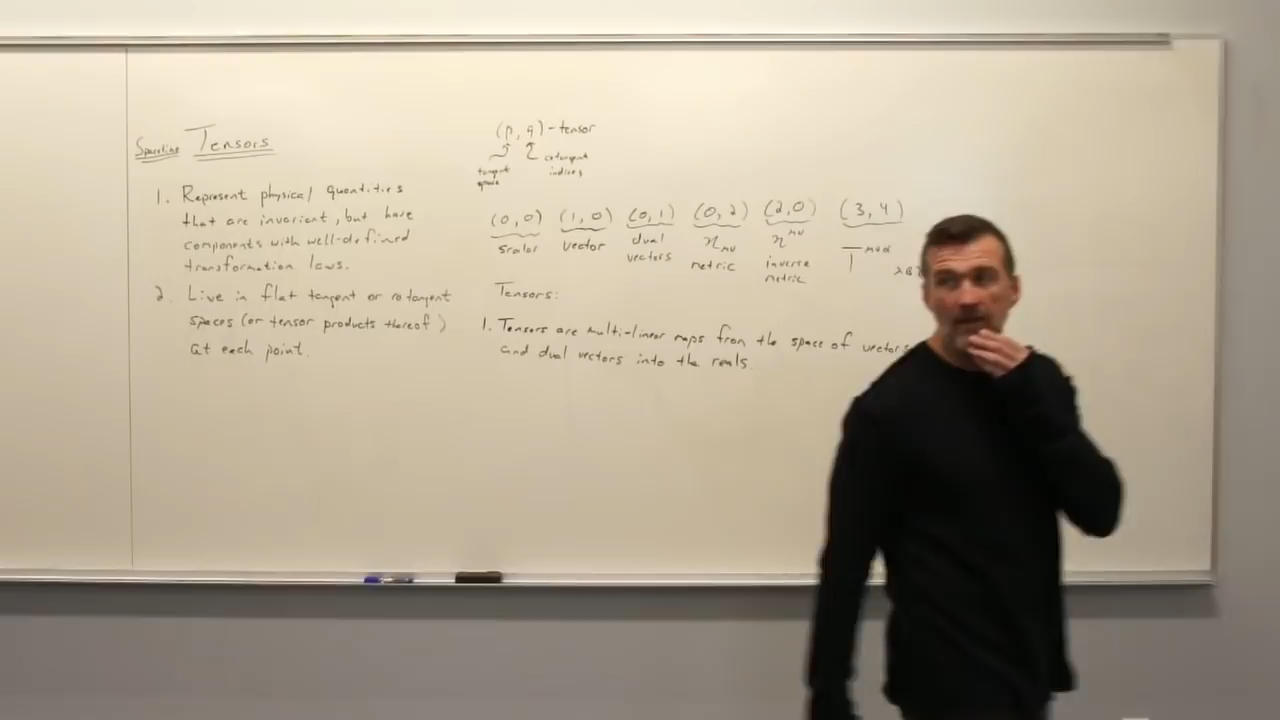 Spacetime Tensors
1. Represent physical quantities
that are invariant, but have
components with well-defined
transformation laws.
2. Live in flat tangent or cotangent
spaces (or tensor products thereof)
at each point.
(p, q) - tensor
tangent space
cotangent indices
(0, 0) (1, 0) (0, 1) (0, 2) (2, 0) (3, 4)
scalar vector dual vectors η_μν metric η^μν inverse metric T^μνα
Tensors:
1. Tensors are multi-linear maps from the space of vectors
and dual vectors into the reals.